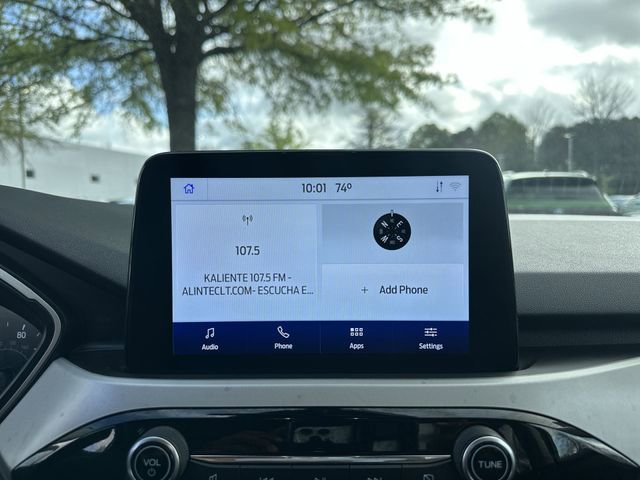 10:01 74°
107.5
KALIENTE 107.5 FM -
ALINTECLT.COM- ESCUCHA E...
N
E
S
W
+ Add Phone
Audio
Phone
Apps
Settings
80
VOL
TUNE